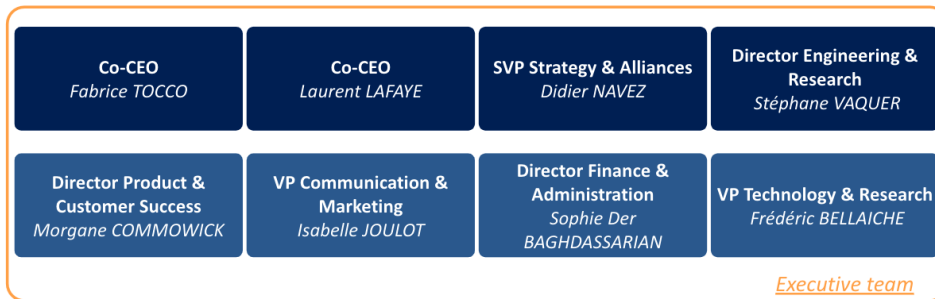 Co-CEO
Fabrice TOCCO
Co-CEO
Laurent LAFAYE
SVP Strategy & Alliances
Didier NAVEZ
Director Engineering &
Research
Stéphane VAQUER
Director Product &
Customer Success
Morgane COMMOWICK
VP Communication &
Marketing
Isabelle JOULOT
Director Finance &
Administration
Sophie Der
BAGHDASSARIAN
VP Technology & Research
Frédéric BELLAICHE
Executive team